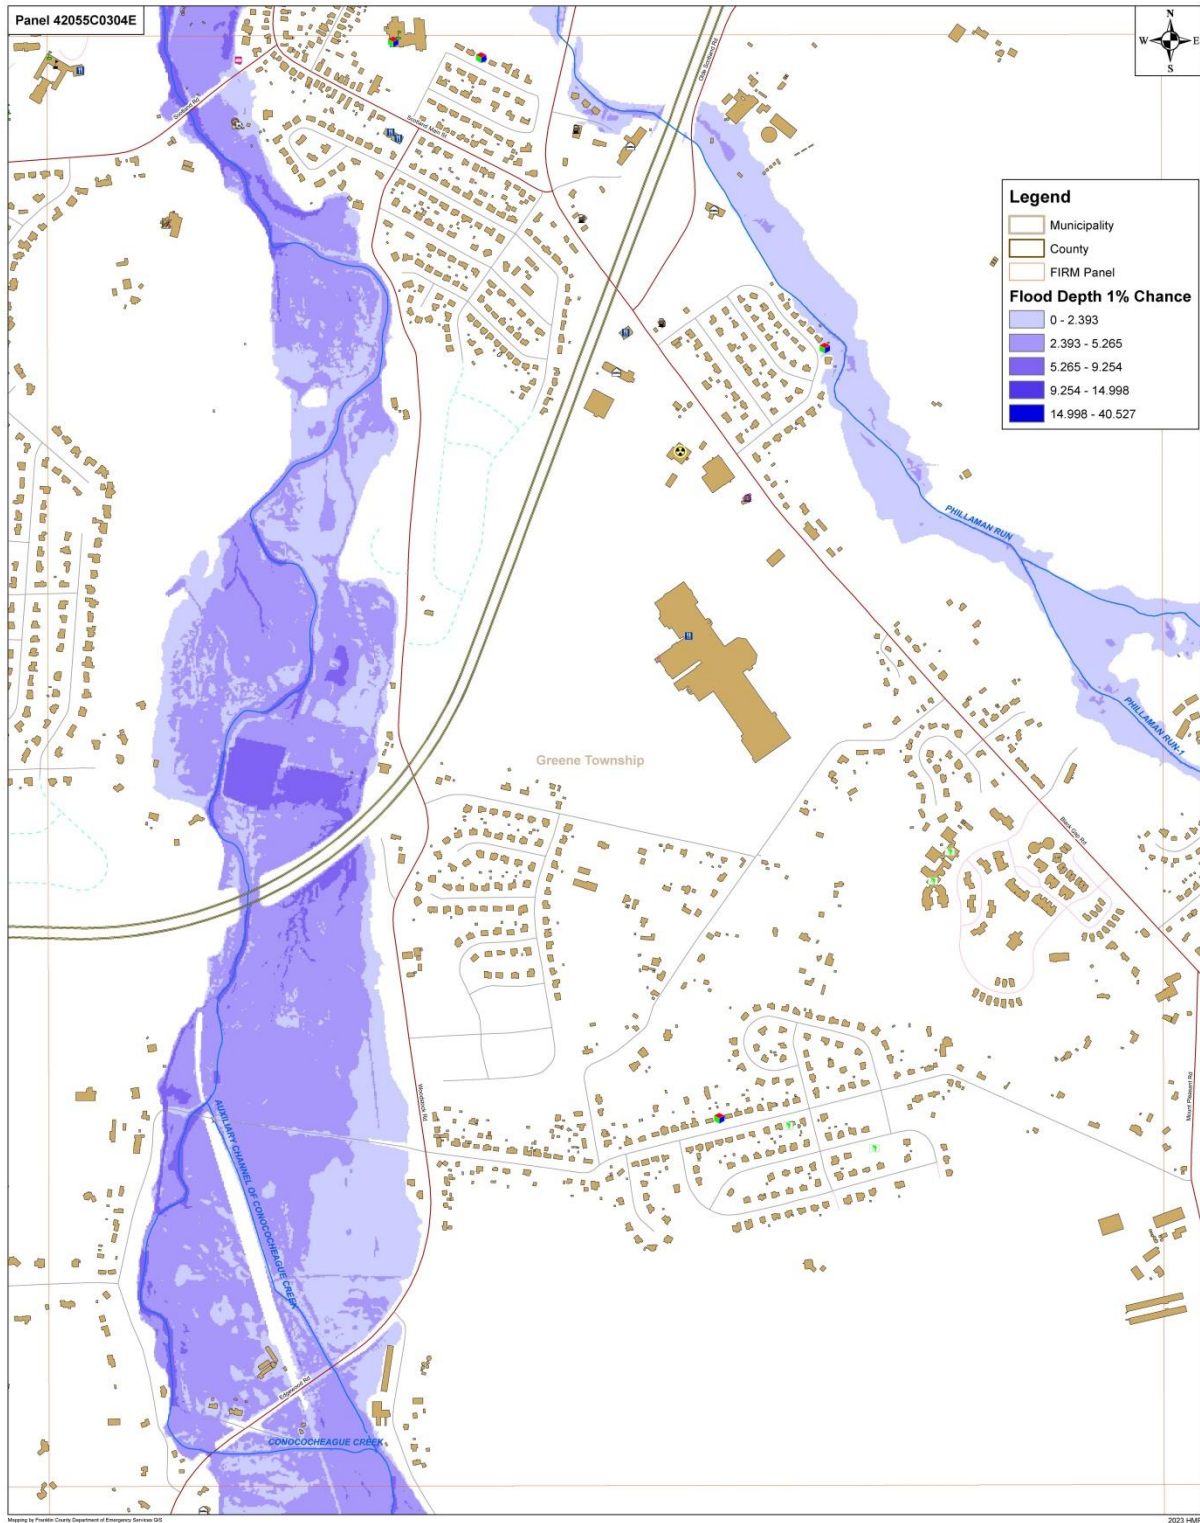 Panel 42055C0304E
N
W E
S
Scotland Rd
Scotland Main St
Olde Scotland Rd
Legend
Municipality
County
FIRM Panel
Flood Depth 1% Chance
0 - 2.393
2.393 - 5.265
5.265 - 9.254
9.254 - 14.998
14.998 - 40.527
PHILLAMAN RUN
PHILLAMAN RUN-1
Greene Township
Black Gap Rd
Mount Pleasant Rd
Woodstock Rd
AUXILIARY CHANNEL OF CONOCOCHEAGUE CREEK
Edgewood Rd
CONOCOCHEAGUE CREEK
Mapping by Franklin County Department of Emergency Services GIS
2023 HMP